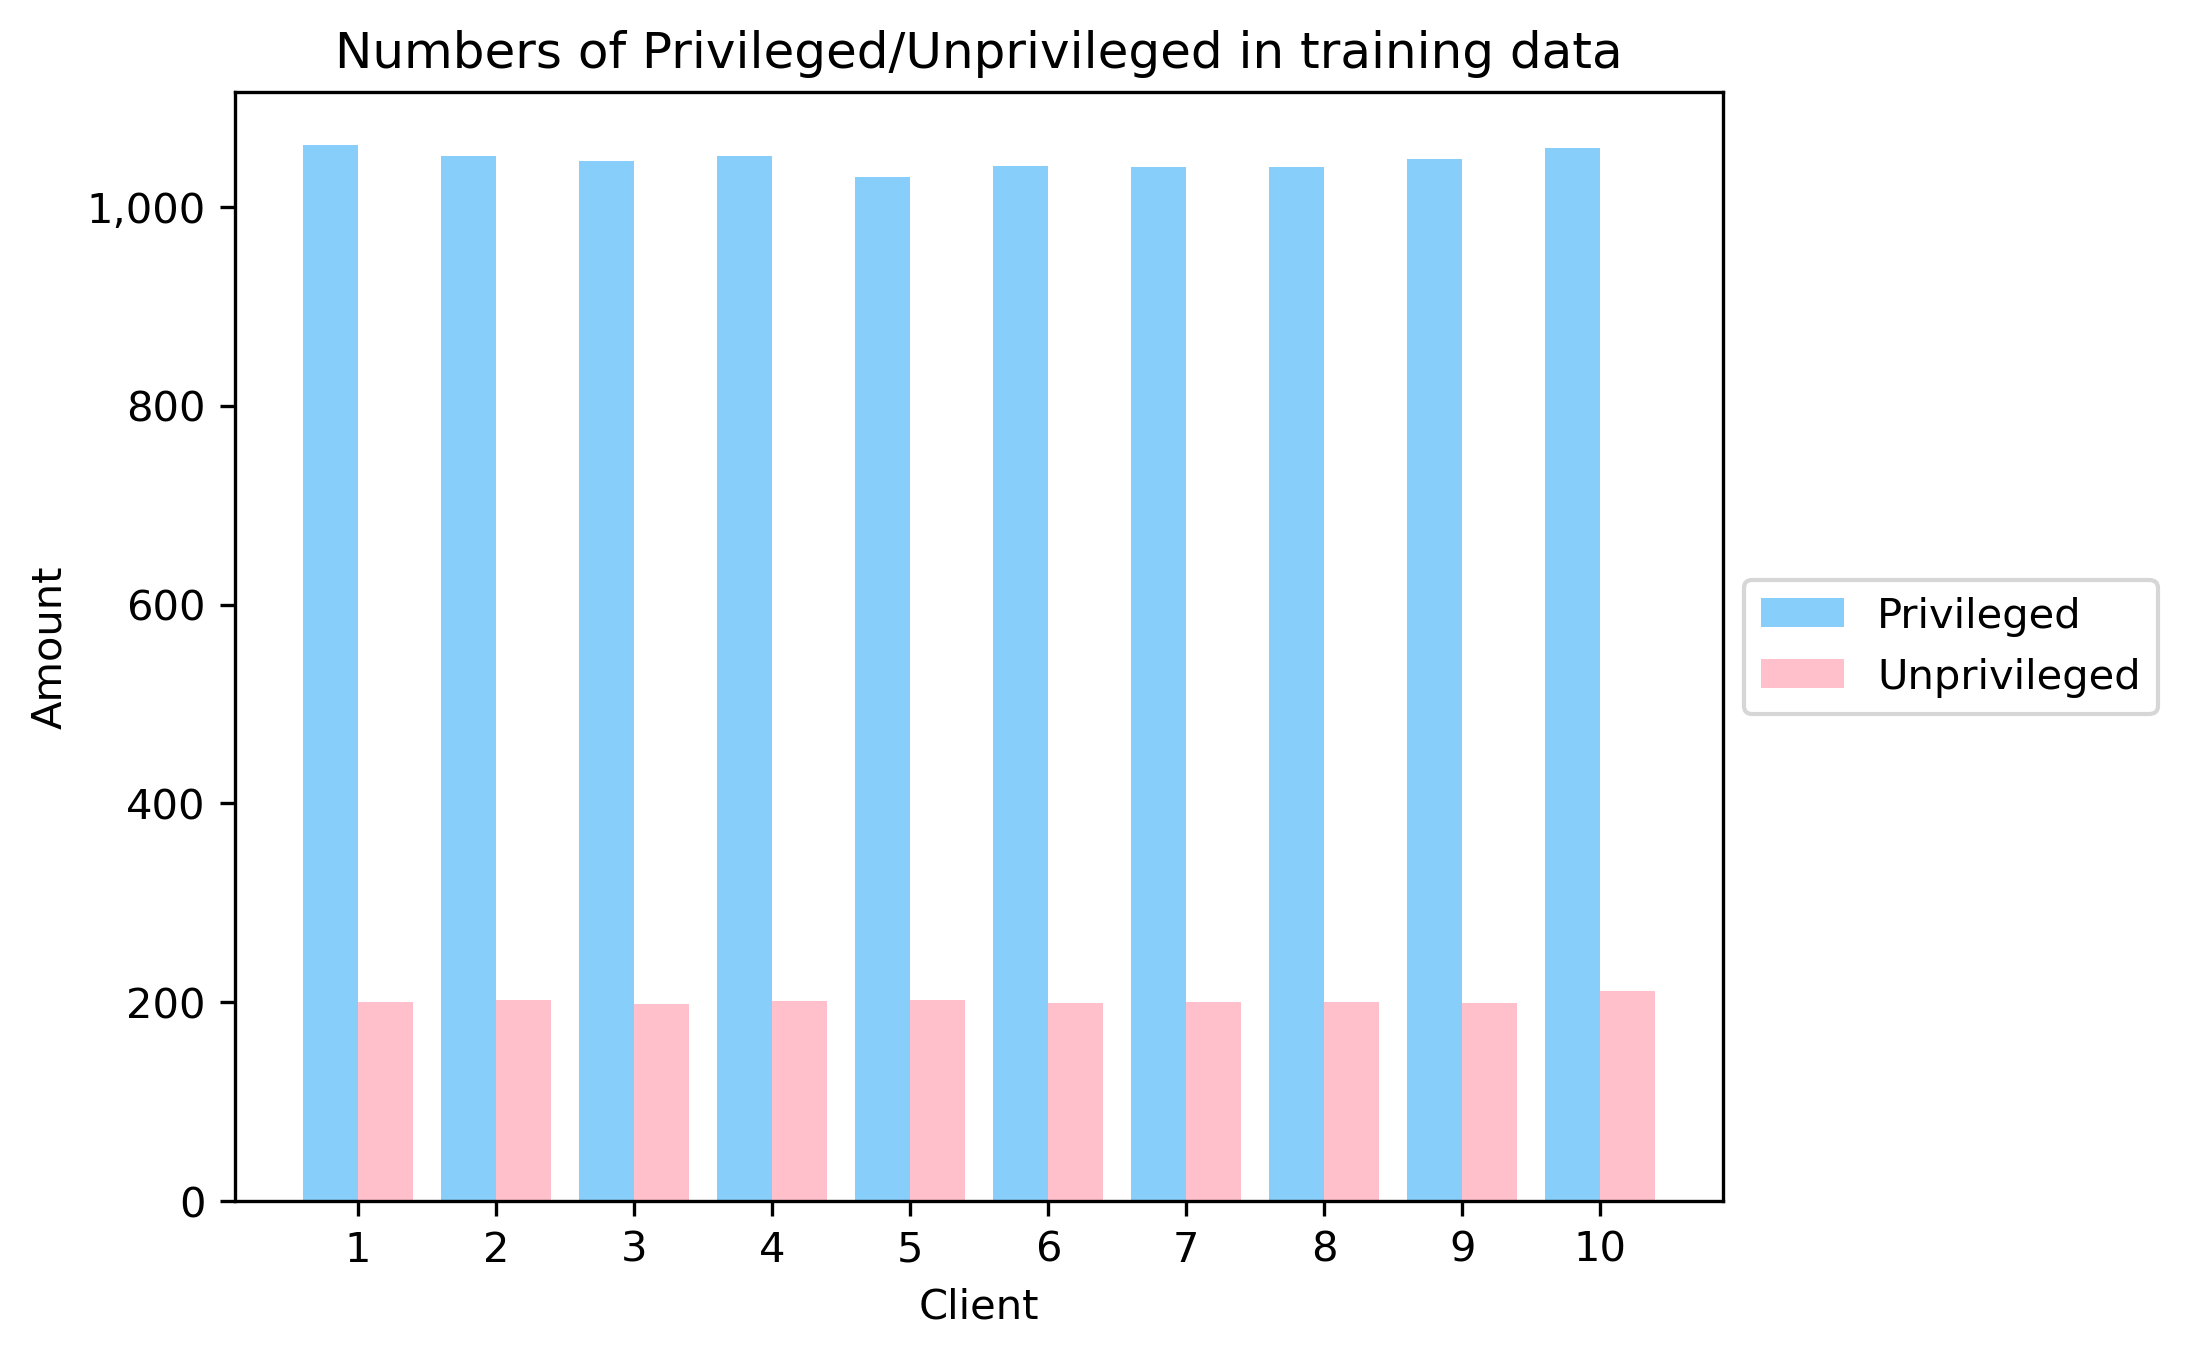 Numbers of Privileged/Unprivileged in training data
1,000
800
600
400
200
0
Amount
1 2 3 4 5 6 7 8 9 10
Client
Privileged
Unprivileged